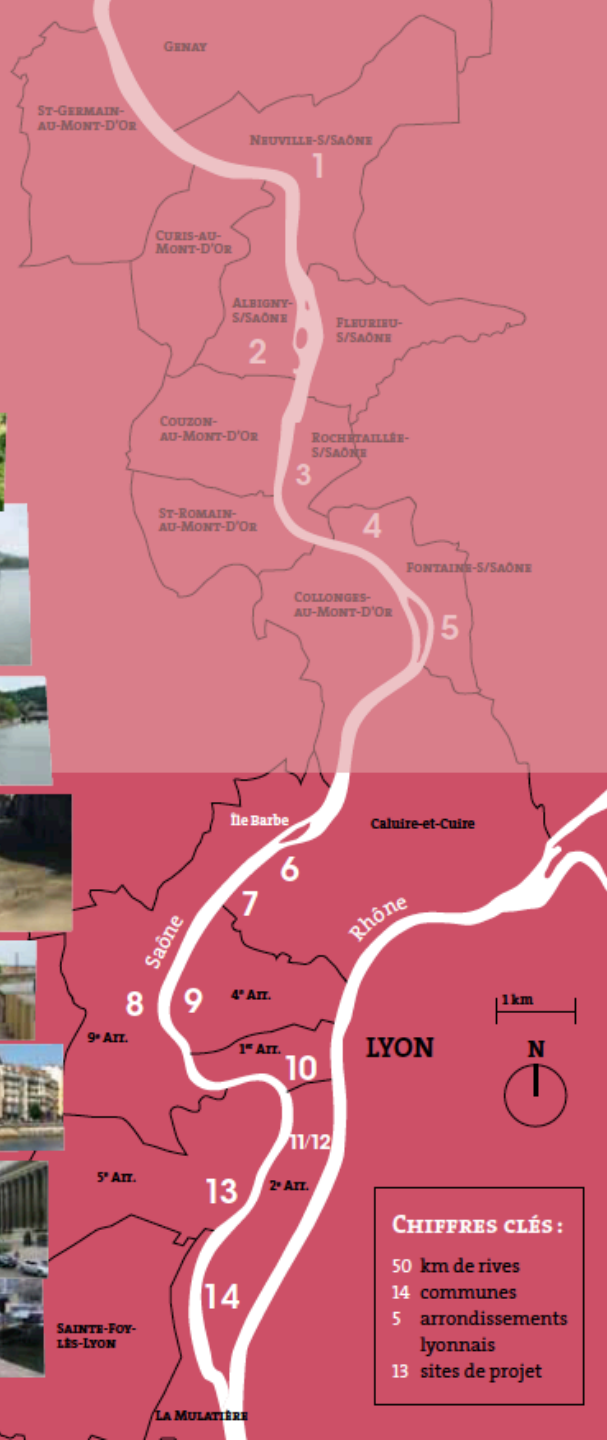 GENAY
ST-GERMAIN-
AU-MONT-D'OR
NEUVILLE-S/SAÔNE
1
CURIS-AU-
MONT-D'OR
ALBIGNY-
S/SAÔNE
FLEURIEU-
S/SAÔNE
2
COUZON-
AU-MONT-D'OR
ROCHETAILLÉE-
S/SAÔNE
3
ST-ROMAIN-
AU-MONT-D'OR
4
FONTAINE-S/SAÔNE
COLLONGES-
AU-MONT-D'OR
5
Île Barbe
Caluire-et-Cuire
6
7
Saône
Rhône
8
9
4e Arr.
1 km
9e Arr.
1er Arr.
LYON
N
10
11/12
5e Arr.
13
2e Arr.
14
CHIFFRES CLÉS :
50 km de rives
14 communes
5 arrondissements
lyonnais
13 sites de projet
SAINTE-FOY-
LÈS-LYON
LA MULATIÈRE